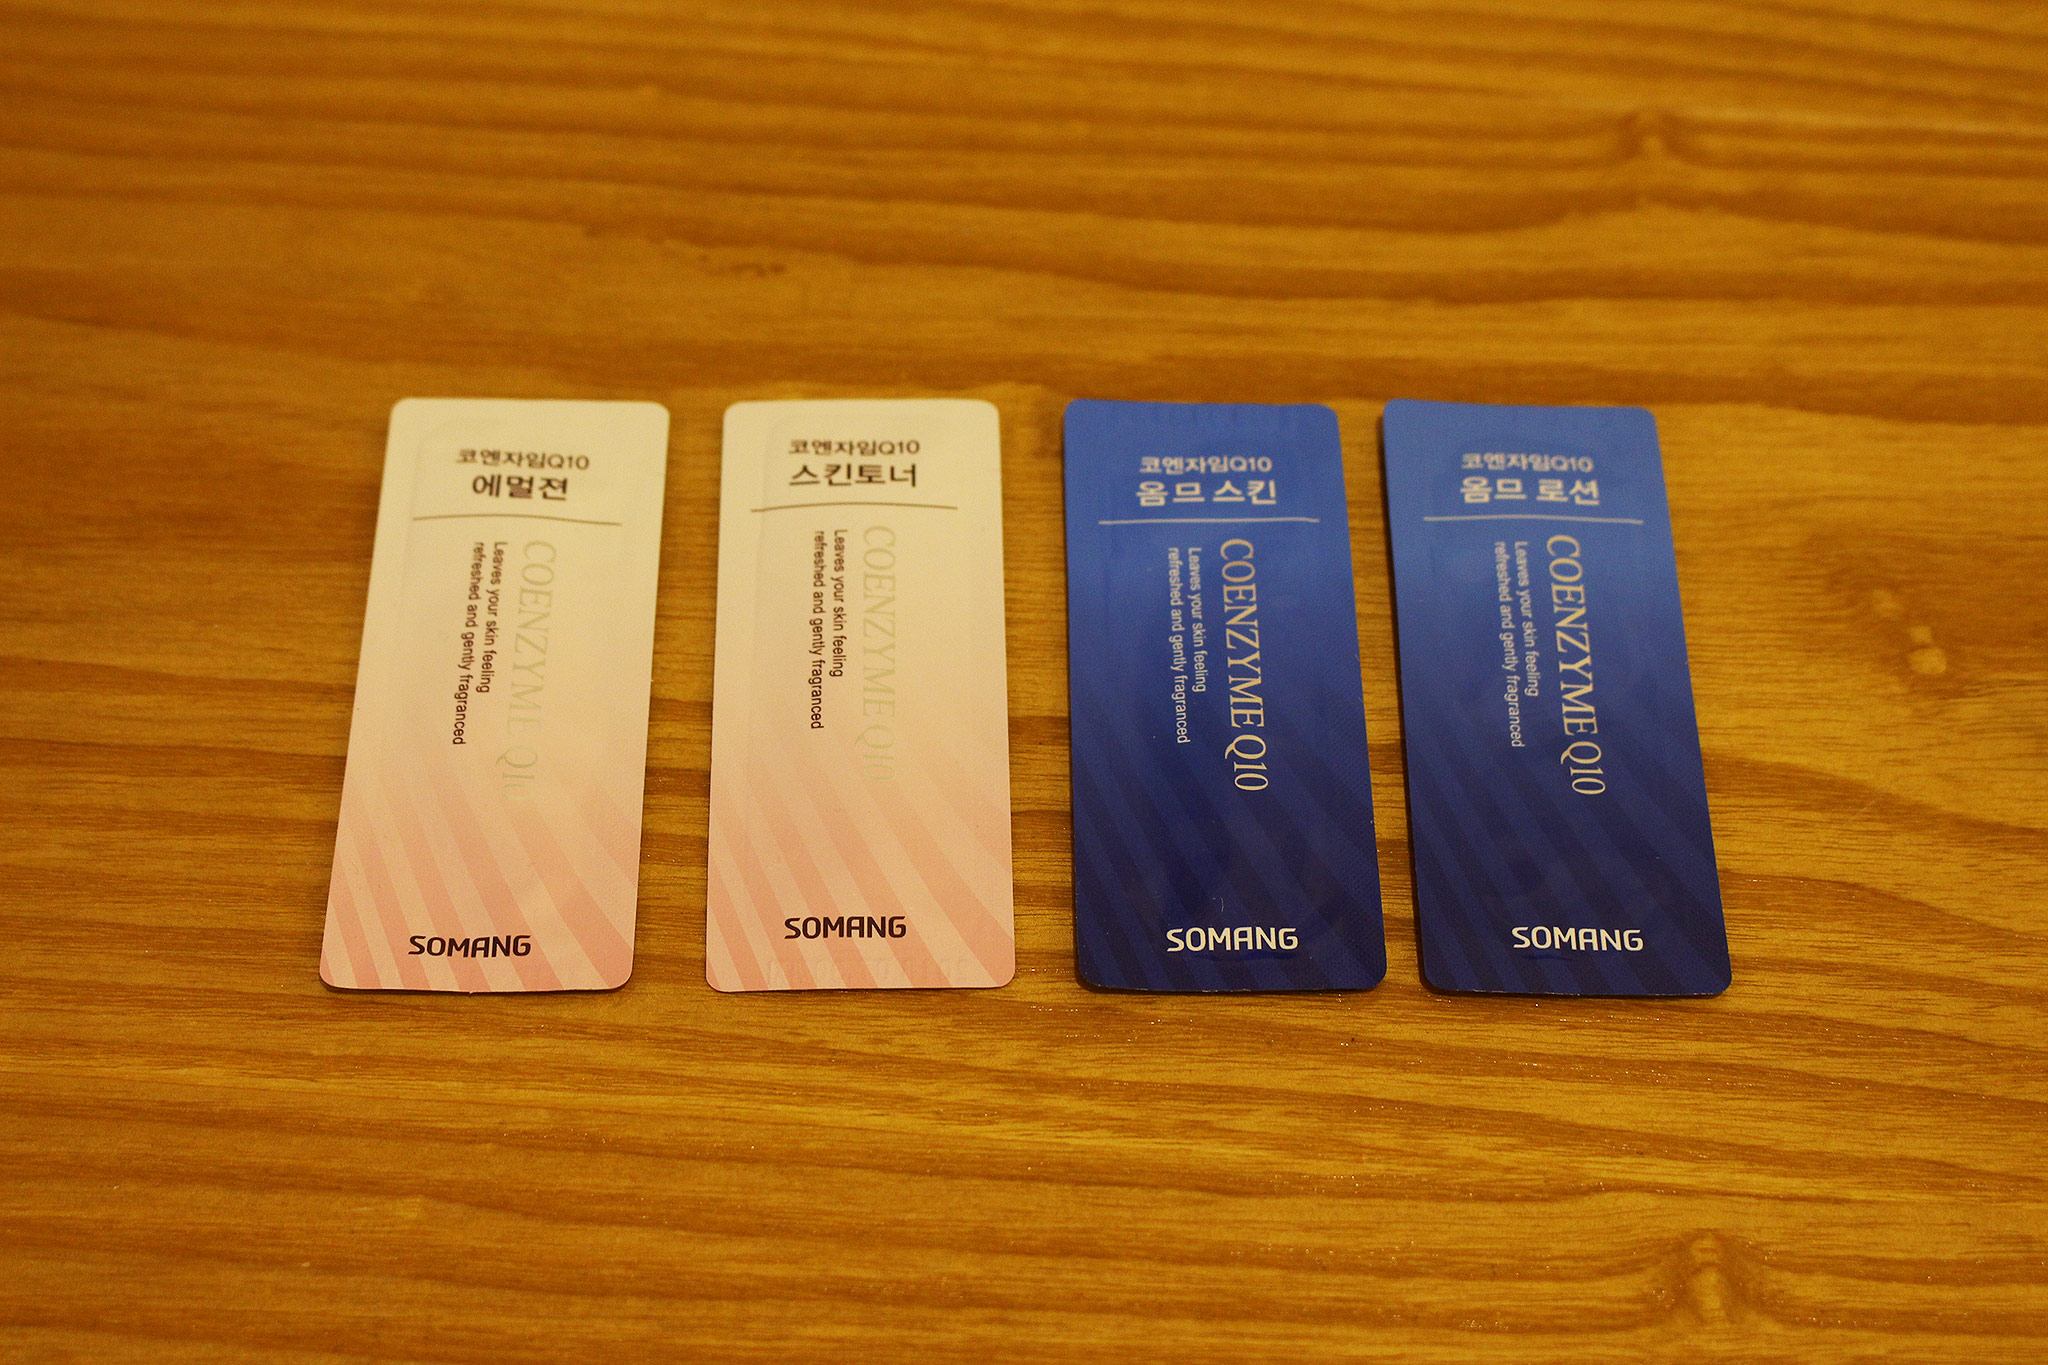 코엔자임Q10
에멀젼
COENZYME Q10
Leaves your skin feeling
refreshed and gently fragranced
SOMANG
코엔자임Q10
스킨토너
COENZYME Q10
Leaves your skin feeling
refreshed and gently fragranced
SOMANG
코엔자임Q10
옴므 스킨
COENZYME Q10
Leaves your skin feeling
refreshed and gently fragranced
SOMANG
코엔자임Q10
옴므 로션
COENZYME Q10
Leaves your skin feeling
refreshed and gently fragranced
SOMANG